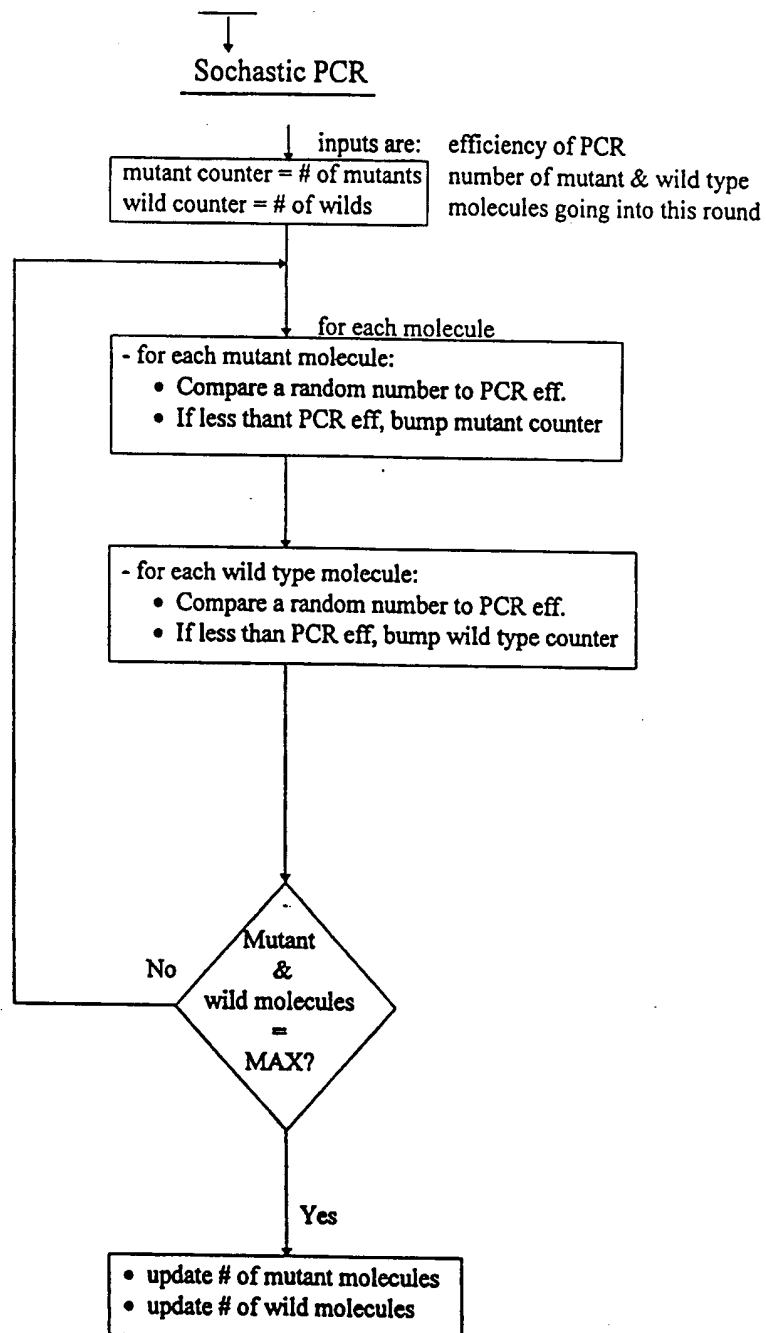 Sochastic PCR
inputs are: efficiency of PCR
mutant counter = # of mutants number of mutant & wild type
wild counter = # of wilds molecules going into this round
for each molecule
- for each mutant molecule:
• Compare a random number to PCR eff.
• If less thant PCR eff, bump mutant counter
- for each wild type molecule:
• Compare a random number to PCR eff.
• If less than PCR eff, bump wild type counter
Mutant
No
&
wild molecules
=
MAX?
Yes
• update # of mutant molecules
• update # of wild molecules